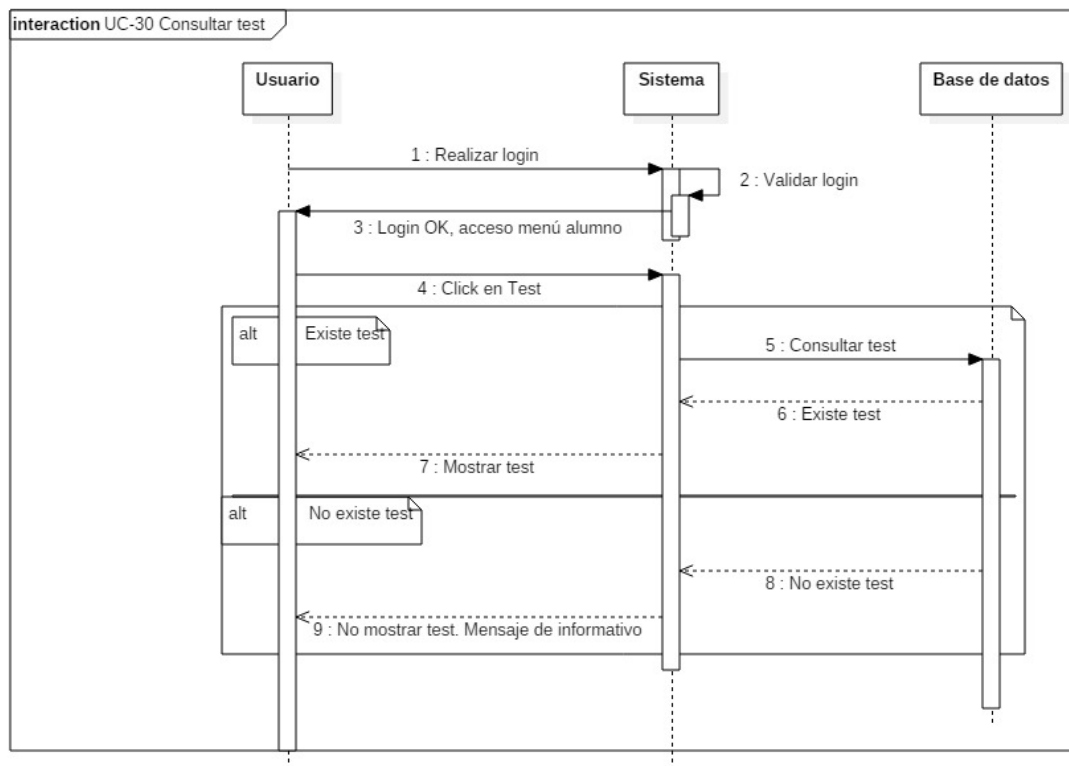 interaction UC-30 Consultar test
Usuario
Sistema
Base de datos
1 : Realizar login
2 : Validar login
3 : Login OK, acceso menú alumno
4 : Click en Test
alt
Existe test
5 : Consultar test
6 : Existe test
7 : Mostrar test
alt
No existe test
8 : No existe test
9 : No mostrar test. Mensaje de informativo